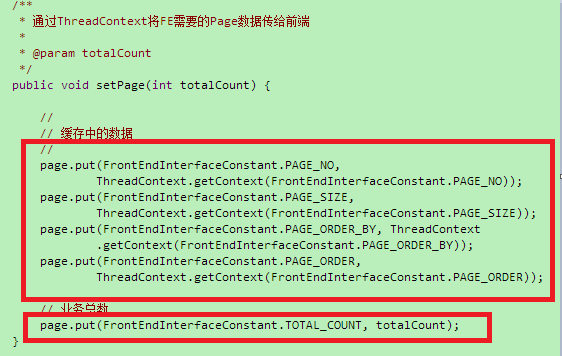 /**
* 通过ThreadContext将FE需要的Page数据传给前端
*
* @param totalCount
*/
public void setPage(int totalCount) {
//
// 缓存中的数据
//
page.put(FrontEndInterfaceConstant.PAGE_NO,
ThreadContext.getContext(FrontEndInterfaceConstant.PAGE_NO));
page.put(FrontEndInterfaceConstant.PAGE_SIZE,
ThreadContext.getContext(FrontEndInterfaceConstant.PAGE_SIZE));
page.put(FrontEndInterfaceConstant.PAGE_ORDER_BY, ThreadContext
.getContext(FrontEndInterfaceConstant.PAGE_ORDER_BY));
page.put(FrontEndInterfaceConstant.PAGE_ORDER,
ThreadContext.getContext(FrontEndInterfaceConstant.PAGE_ORDER));
// 业务总数
page.put(FrontEndInterfaceConstant.TOTAL_COUNT, totalCount);
}